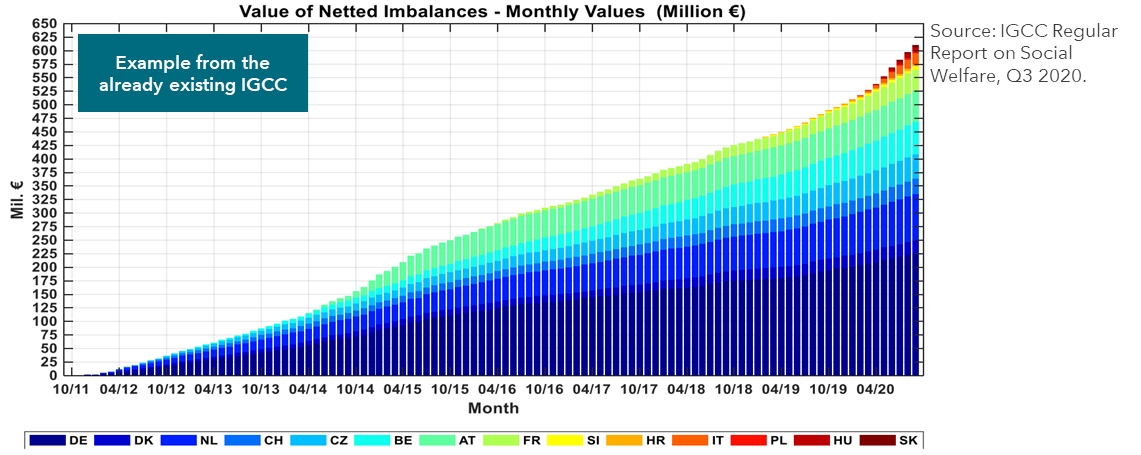 Value of Netted Imbalances - Monthly Values (Million €)
Example from the
already existing IGCC
Source: IGCC Regular
Report on Social
Welfare, Q3 2020.
Mil. €
650
625
600
575
550
525
500
475
450
425
400
375
350
325
300
275
250
225
200
175
150
125
100
75
50
25
0
10/11 04/12 10/12 04/13 10/13 04/14 10/14 04/15 10/15 04/16 10/16 04/17 10/17 04/18 10/18 04/19 10/19 04/20
Month
DE DK NL CH CZ BE AT FR SI HR IT PL HU SK